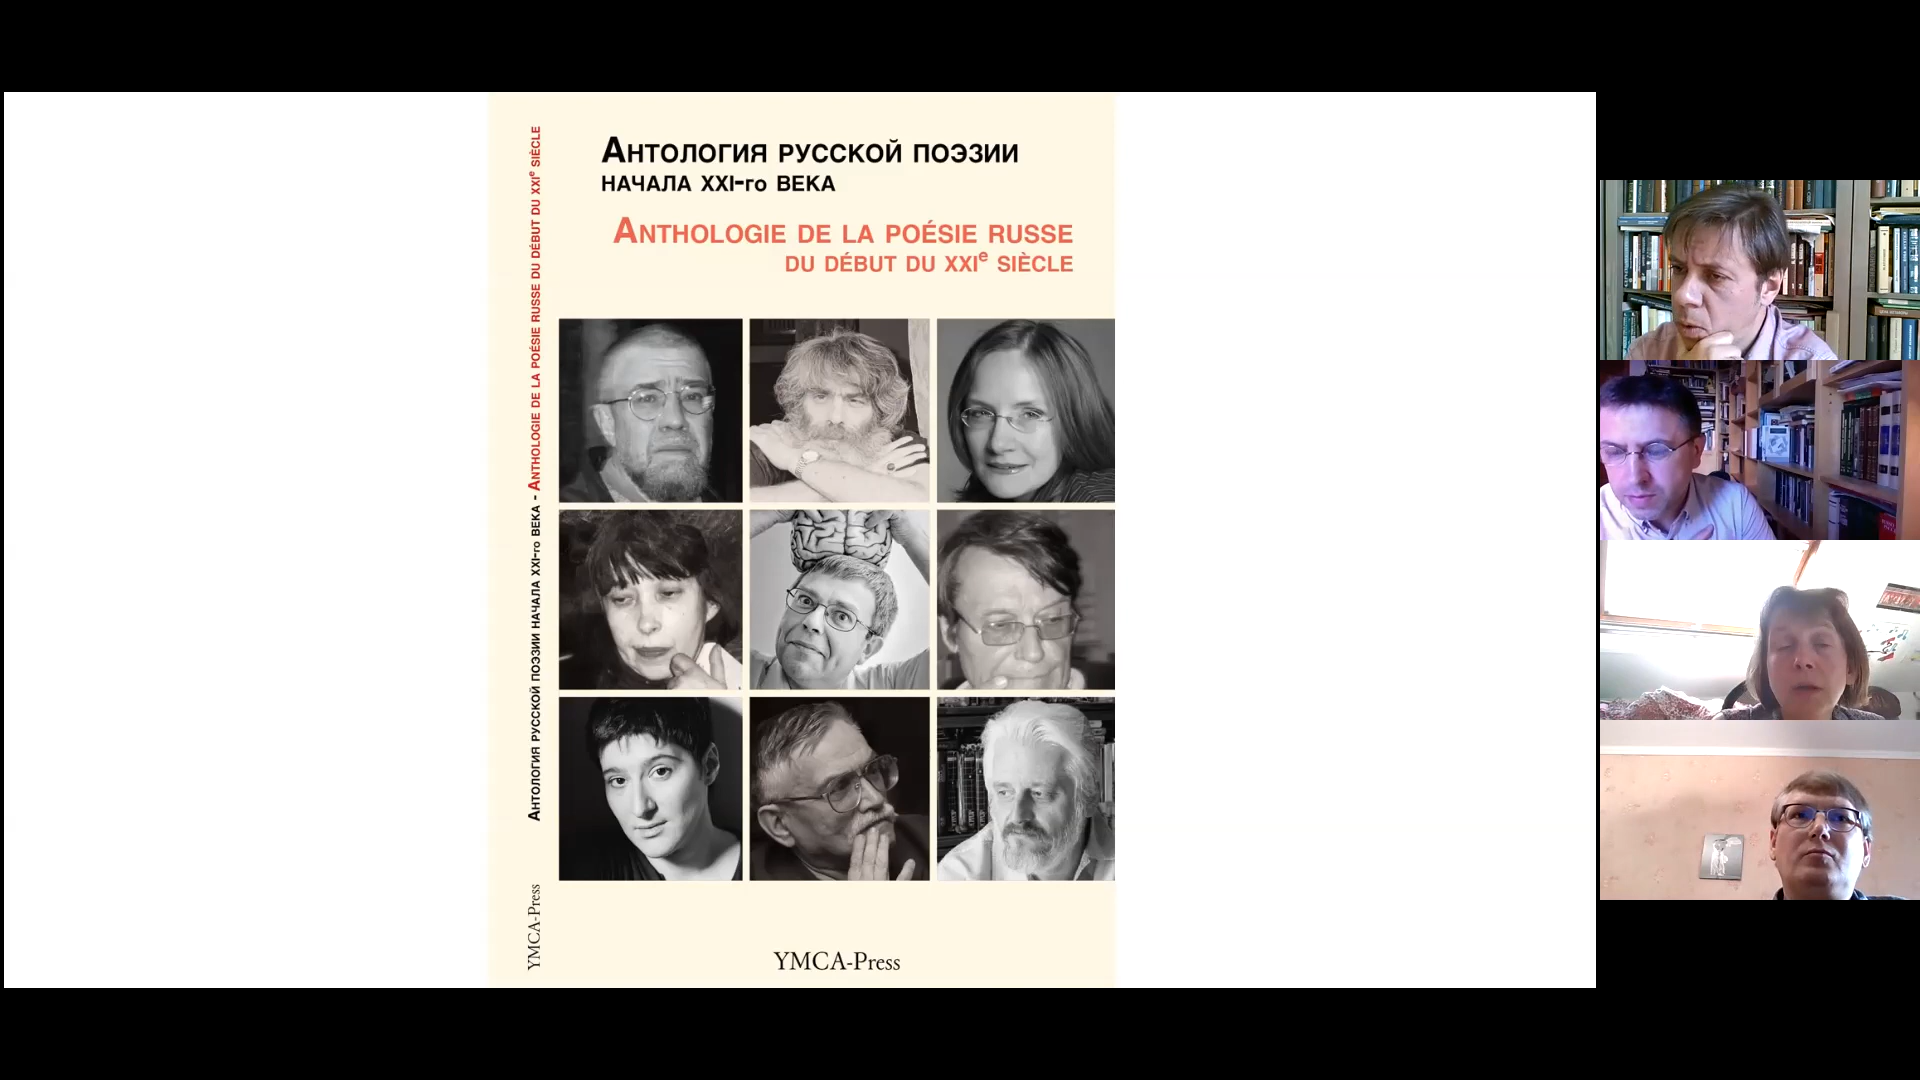 Антология русской поэзии
начала XXI-го века
Anthologie de la poésie russe
du début du XXIe siècle
Антология русской поэзии начала XXI-го века - Anthologie de la poésie russe du début du XXIe siècle
YMCA-Press
YMCA-Press